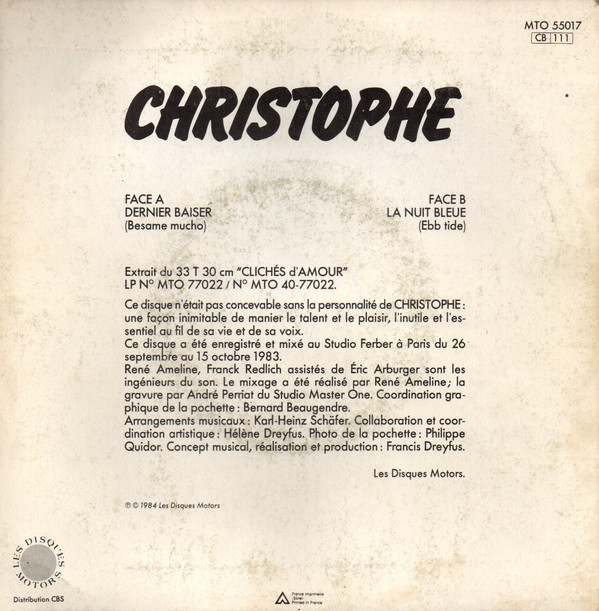 MTO 55017
CB 111
CHRISTOPHE
FACE A
DERNIER BAISER
(Besame mucho)
FACE B
LA NUIT BLEUE
(Ebb tide)
Extrait du 33 T 30 cm "CLICHÉS d'AMOUR"
LP Nº MTO 77022 / Nº MTO 40-77022.
Ce disque n'était pas concevable sans la personnalité de CHRISTOPHE :
une façon inimitable de manier le talent et le plaisir, l'inutile et l'es-
sentiel au fil de sa vie et de sa voix.
Ce disque a été enregistré et mixé au Studio Ferber à Paris du 26
septembre au 15 octobre 1983.
René Ameline, Franck Redlich assistés de Éric Arburger sont les
ingénieurs du son. Le mixage a été réalisé par René Ameline ; la
gravure par André Perriat du Studio Master One. Coordination gra-
phique de la pochette : Bernard Beaugendre.
Arrangements musicaux : Karl-Heinz Schäfer. Collaboration et coor-
dination artistique : Hélène Dreyfus. Photo de la pochette : Philippe
Quidor. Concept musical, réalisation et production : Francis Dreyfus.
Les Disques Motors.
℗ © 1984 Les Disques Motors
LES DISQUES
MOTORS
Distribution CBS
France Imprimerie
Printed in France